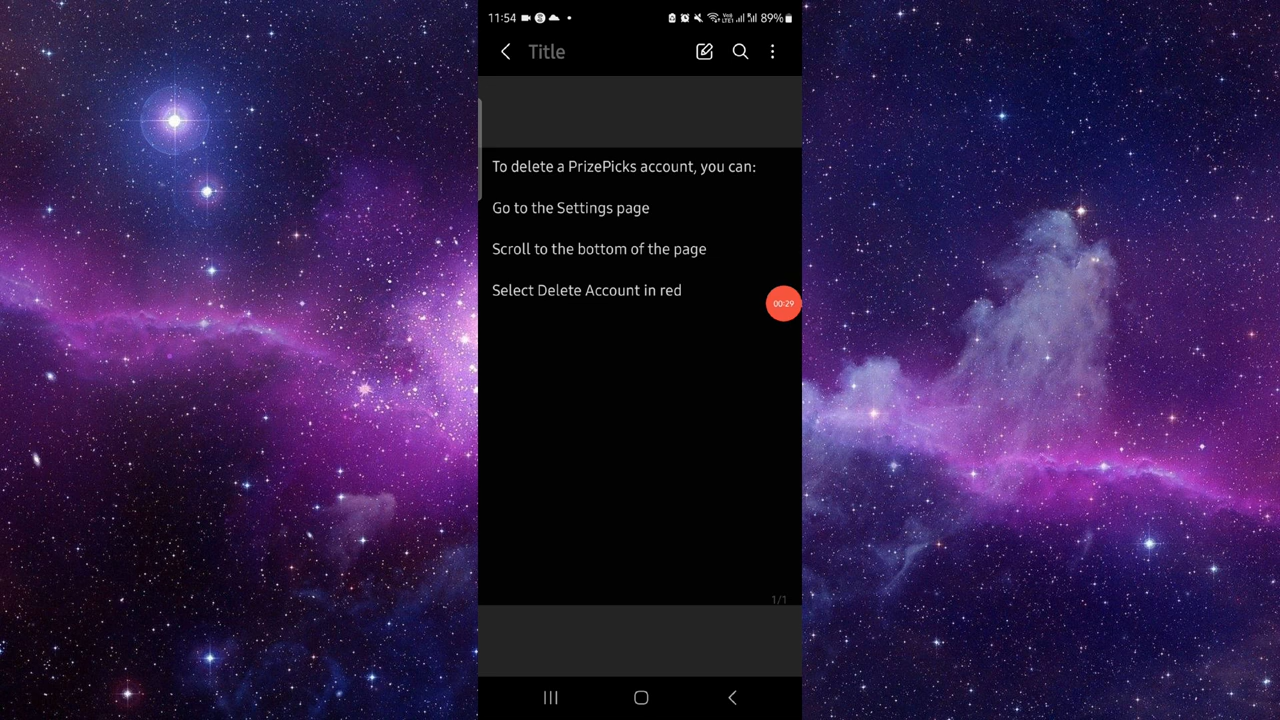 11:54
89%
Title
To delete a PrizePicks account, you can:
Go to the Settings page
Scroll to the bottom of the page
Select Delete Account in red
00:29
1/1